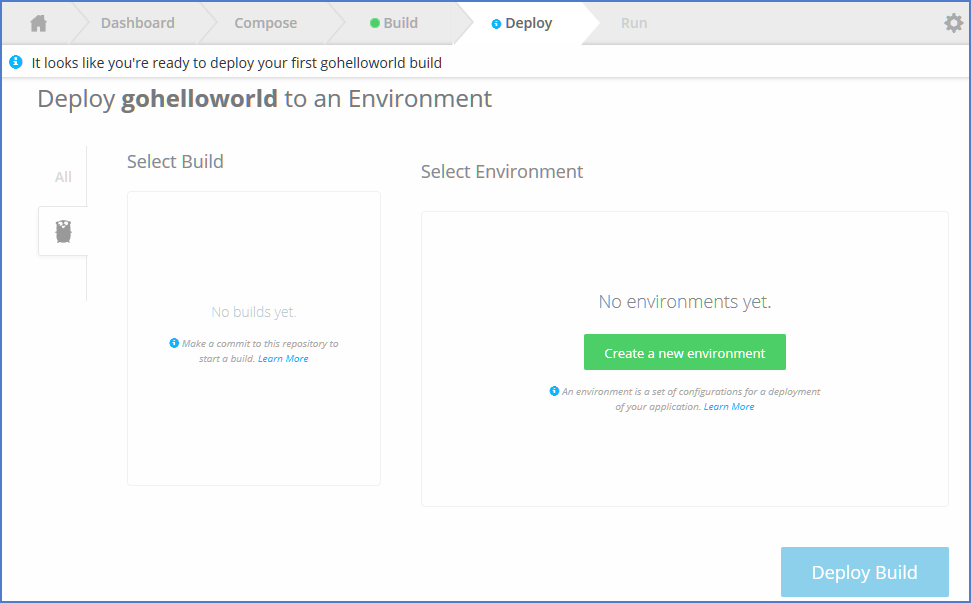 Dashboard Compose Build Deploy Run
It looks like you're ready to deploy your first gohelloworld build
Deploy gohelloworld to an Environment
All
Select Build
No builds yet.
Make a commit to this repository to
start a build. Learn More
Select Environment
No environments yet.
Create a new environment
An environment is a set of configurations for a deployment
of your application. Learn More
Deploy Build